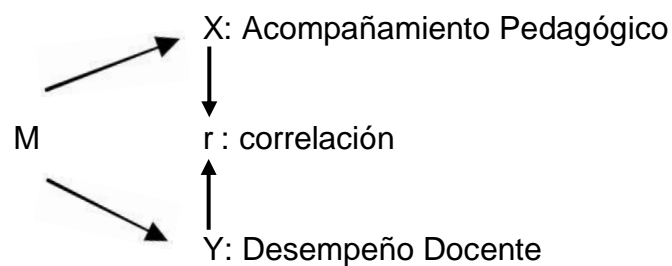 X: Acompañamiento Pedagógico
M
r : correlación
Y: Desempeño Docente